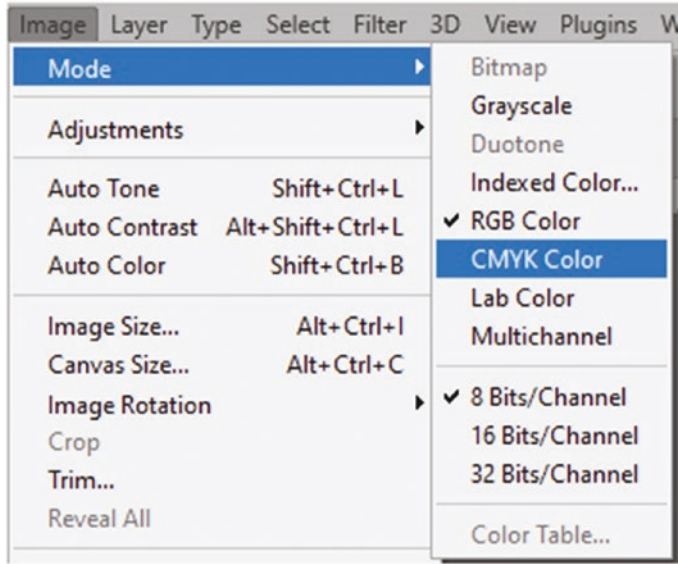 Image Layer Type Select Filter 3D View Plugins
Mode
Adjustments
Auto Tone Shift+Ctrl+L
Auto Contrast Alt+Shift+Ctrl+L
Auto Color Shift+Ctrl+B
Image Size... Alt+Ctrl+I
Canvas Size... Alt+Ctrl+C
Image Rotation
Crop
Trim...
Reveal All
Bitmap
Grayscale
Duotone
Indexed Color...
RGB Color
CMYK Color
Lab Color
Multichannel
8 Bits/Channel
16 Bits/Channel
32 Bits/Channel
Color Table...